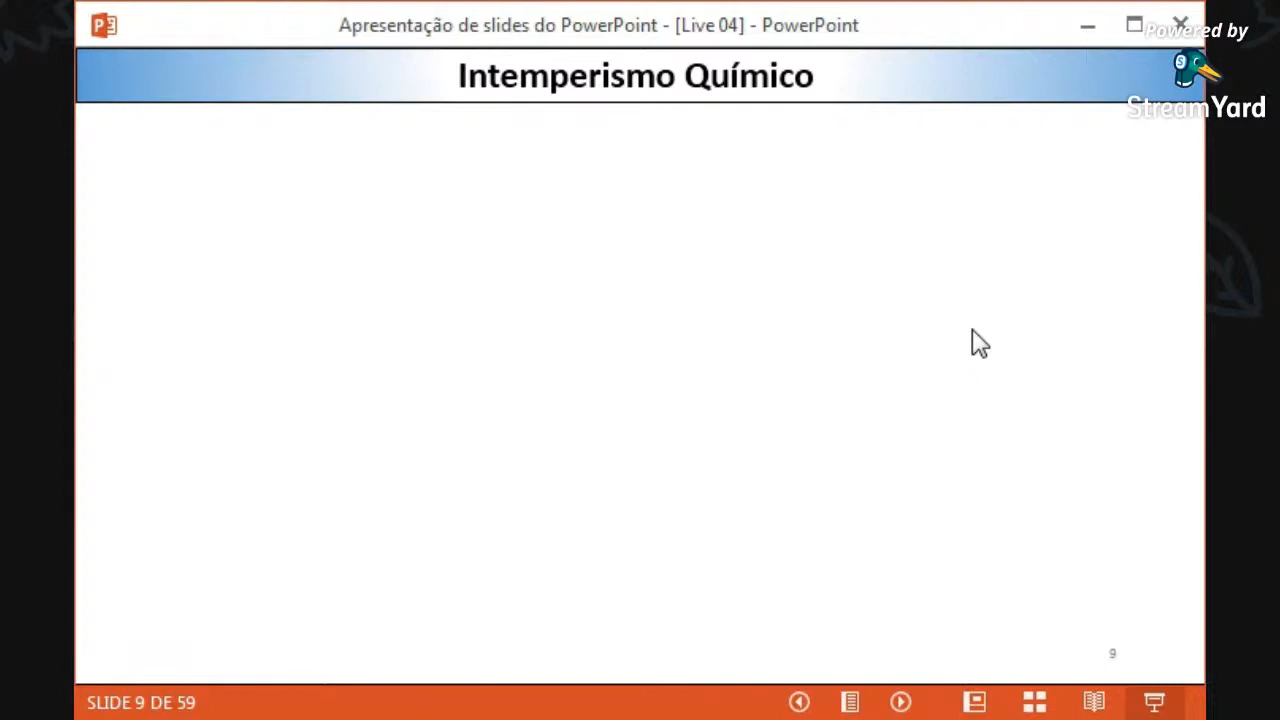 Apresentação de slides do PowerPoint - [Live 04] - PowerPoint
Powered by
StreamYard
Intemperismo Químico
9
SLIDE 9 DE 59